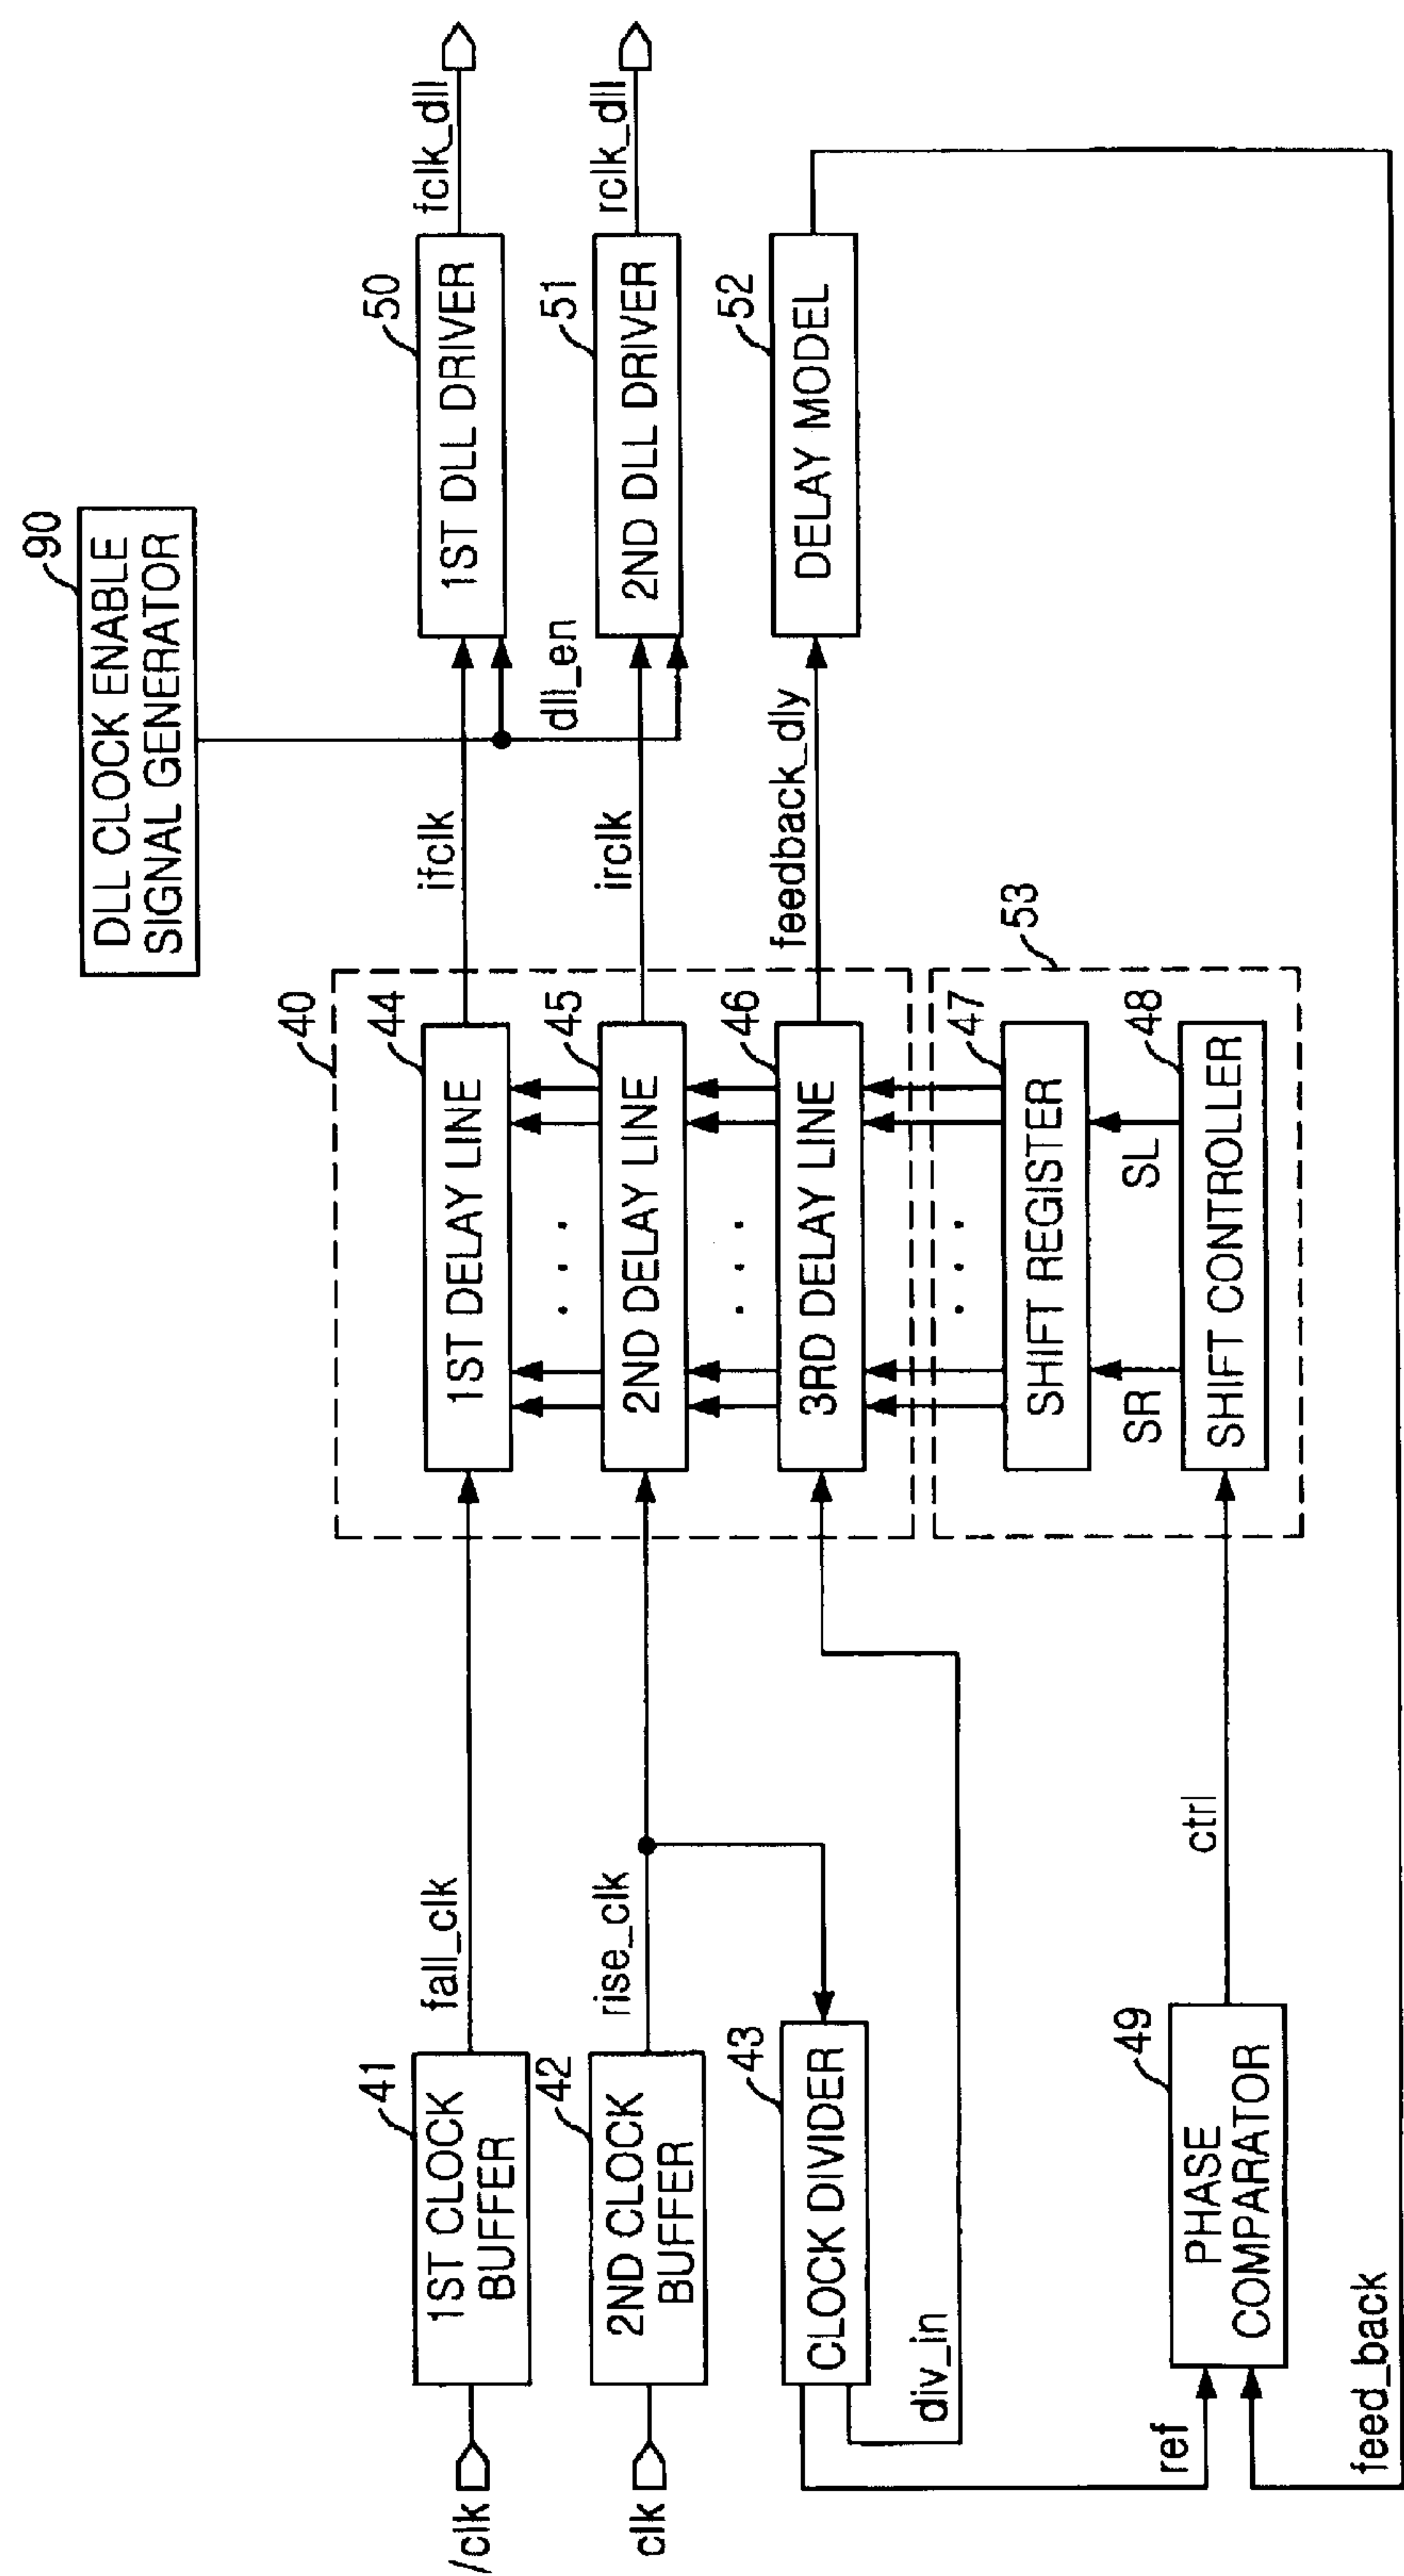 90
DLL CLOCK ENABLE
SIGNAL GENERATOR
/clk
41
1ST CLOCK
BUFFER
fall_clk
40
44
1ST DELAY LINE
ifclk
50
1ST DLL DRIVER
fclk_dll
dll_en
clk
42
2ND CLOCK
BUFFER
rise_clk
45
2ND DELAY LINE
irclk
51
2ND DLL DRIVER
rclk_dll
43
CLOCK DIVIDER
46
3RD DELAY LINE
feedback_dly
52
DELAY MODEL
div_in
53
47
SHIFT REGISTER
SR
SL
ref
49
PHASE
COMPARATOR
ctrl
48
SHIFT CONTROLLER
feed_back